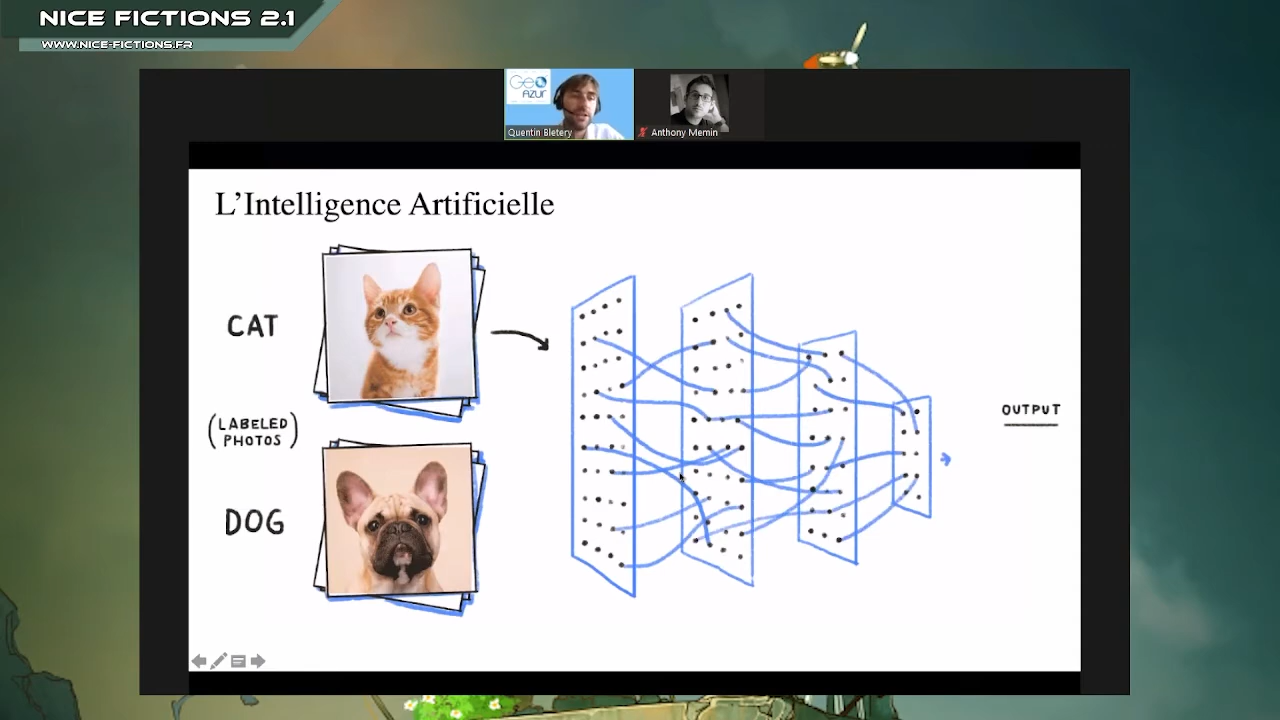 NICE FICTIONS 2.1
WWW.NICE-FICTIONS.FR
Geo
AZUR
Quentin Bletery
Anthony Memin
L'Intelligence Artificielle
CAT
(LABELED
PHOTOS)
DOG
OUTPUT